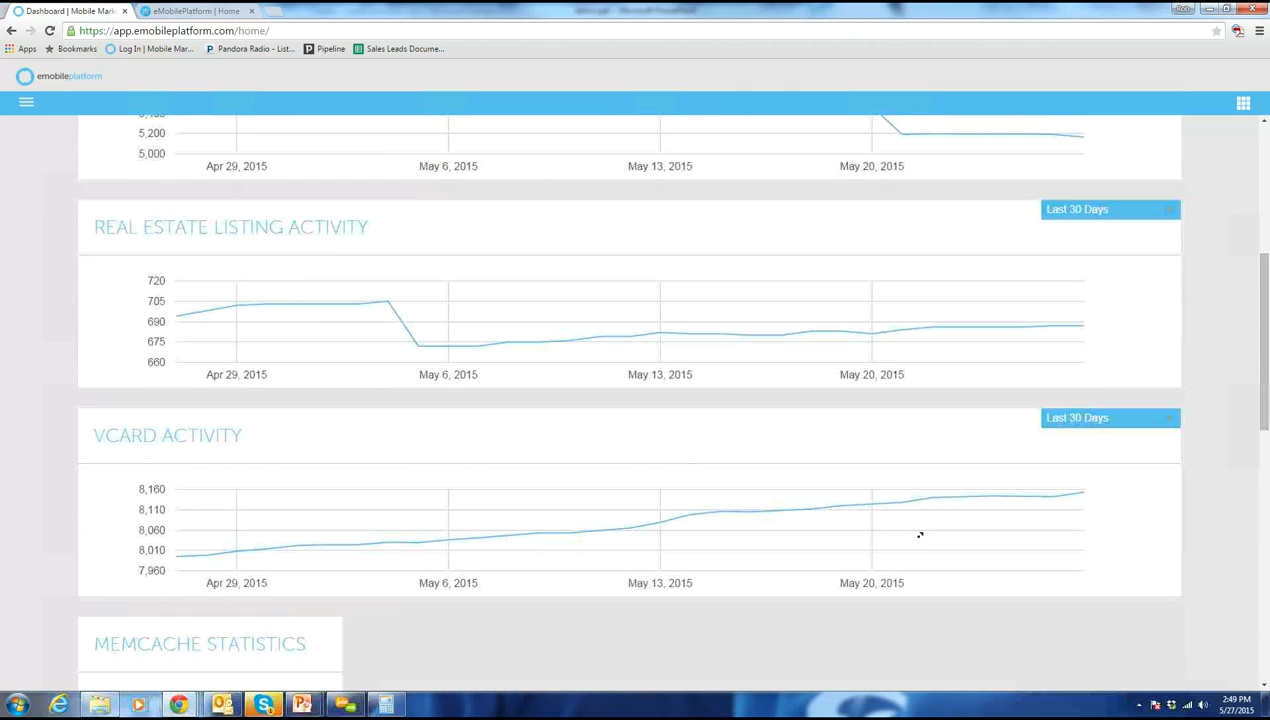 Dashboard | Mobile Mark
eMobilePlatform | Home
Rob
https://app.emobileplatform.com/home/
Apps Bookmarks Log In | Mobile Mar... Pandora Radio - List... Pipeline Sales Leads Docume...
emobileplatform
5,200
5,000
Apr 29, 2015 May 6, 2015 May 13, 2015 May 20, 2015
REAL ESTATE LISTING ACTIVITY
Last 30 Days
720
705
690
675
660
Apr 29, 2015 May 6, 2015 May 13, 2015 May 20, 2015
VCARD ACTIVITY
Last 30 Days
8,160
8,110
8,060
8,010
7,960
Apr 29, 2015 May 6, 2015 May 13, 2015 May 20, 2015
MEMCACHE STATISTICS
2:49 PM
5/27/2015